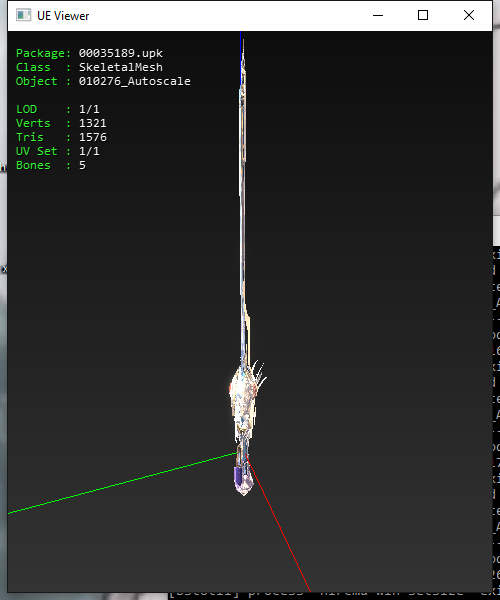 UE Viewer
Package: 00035189.upk
Class  : SkeletalMesh
Object : 010276_Autoscale
LOD    : 1/1
Verts  : 1321
Tris   : 1576
UV Set : 1/1
Bones  : 5